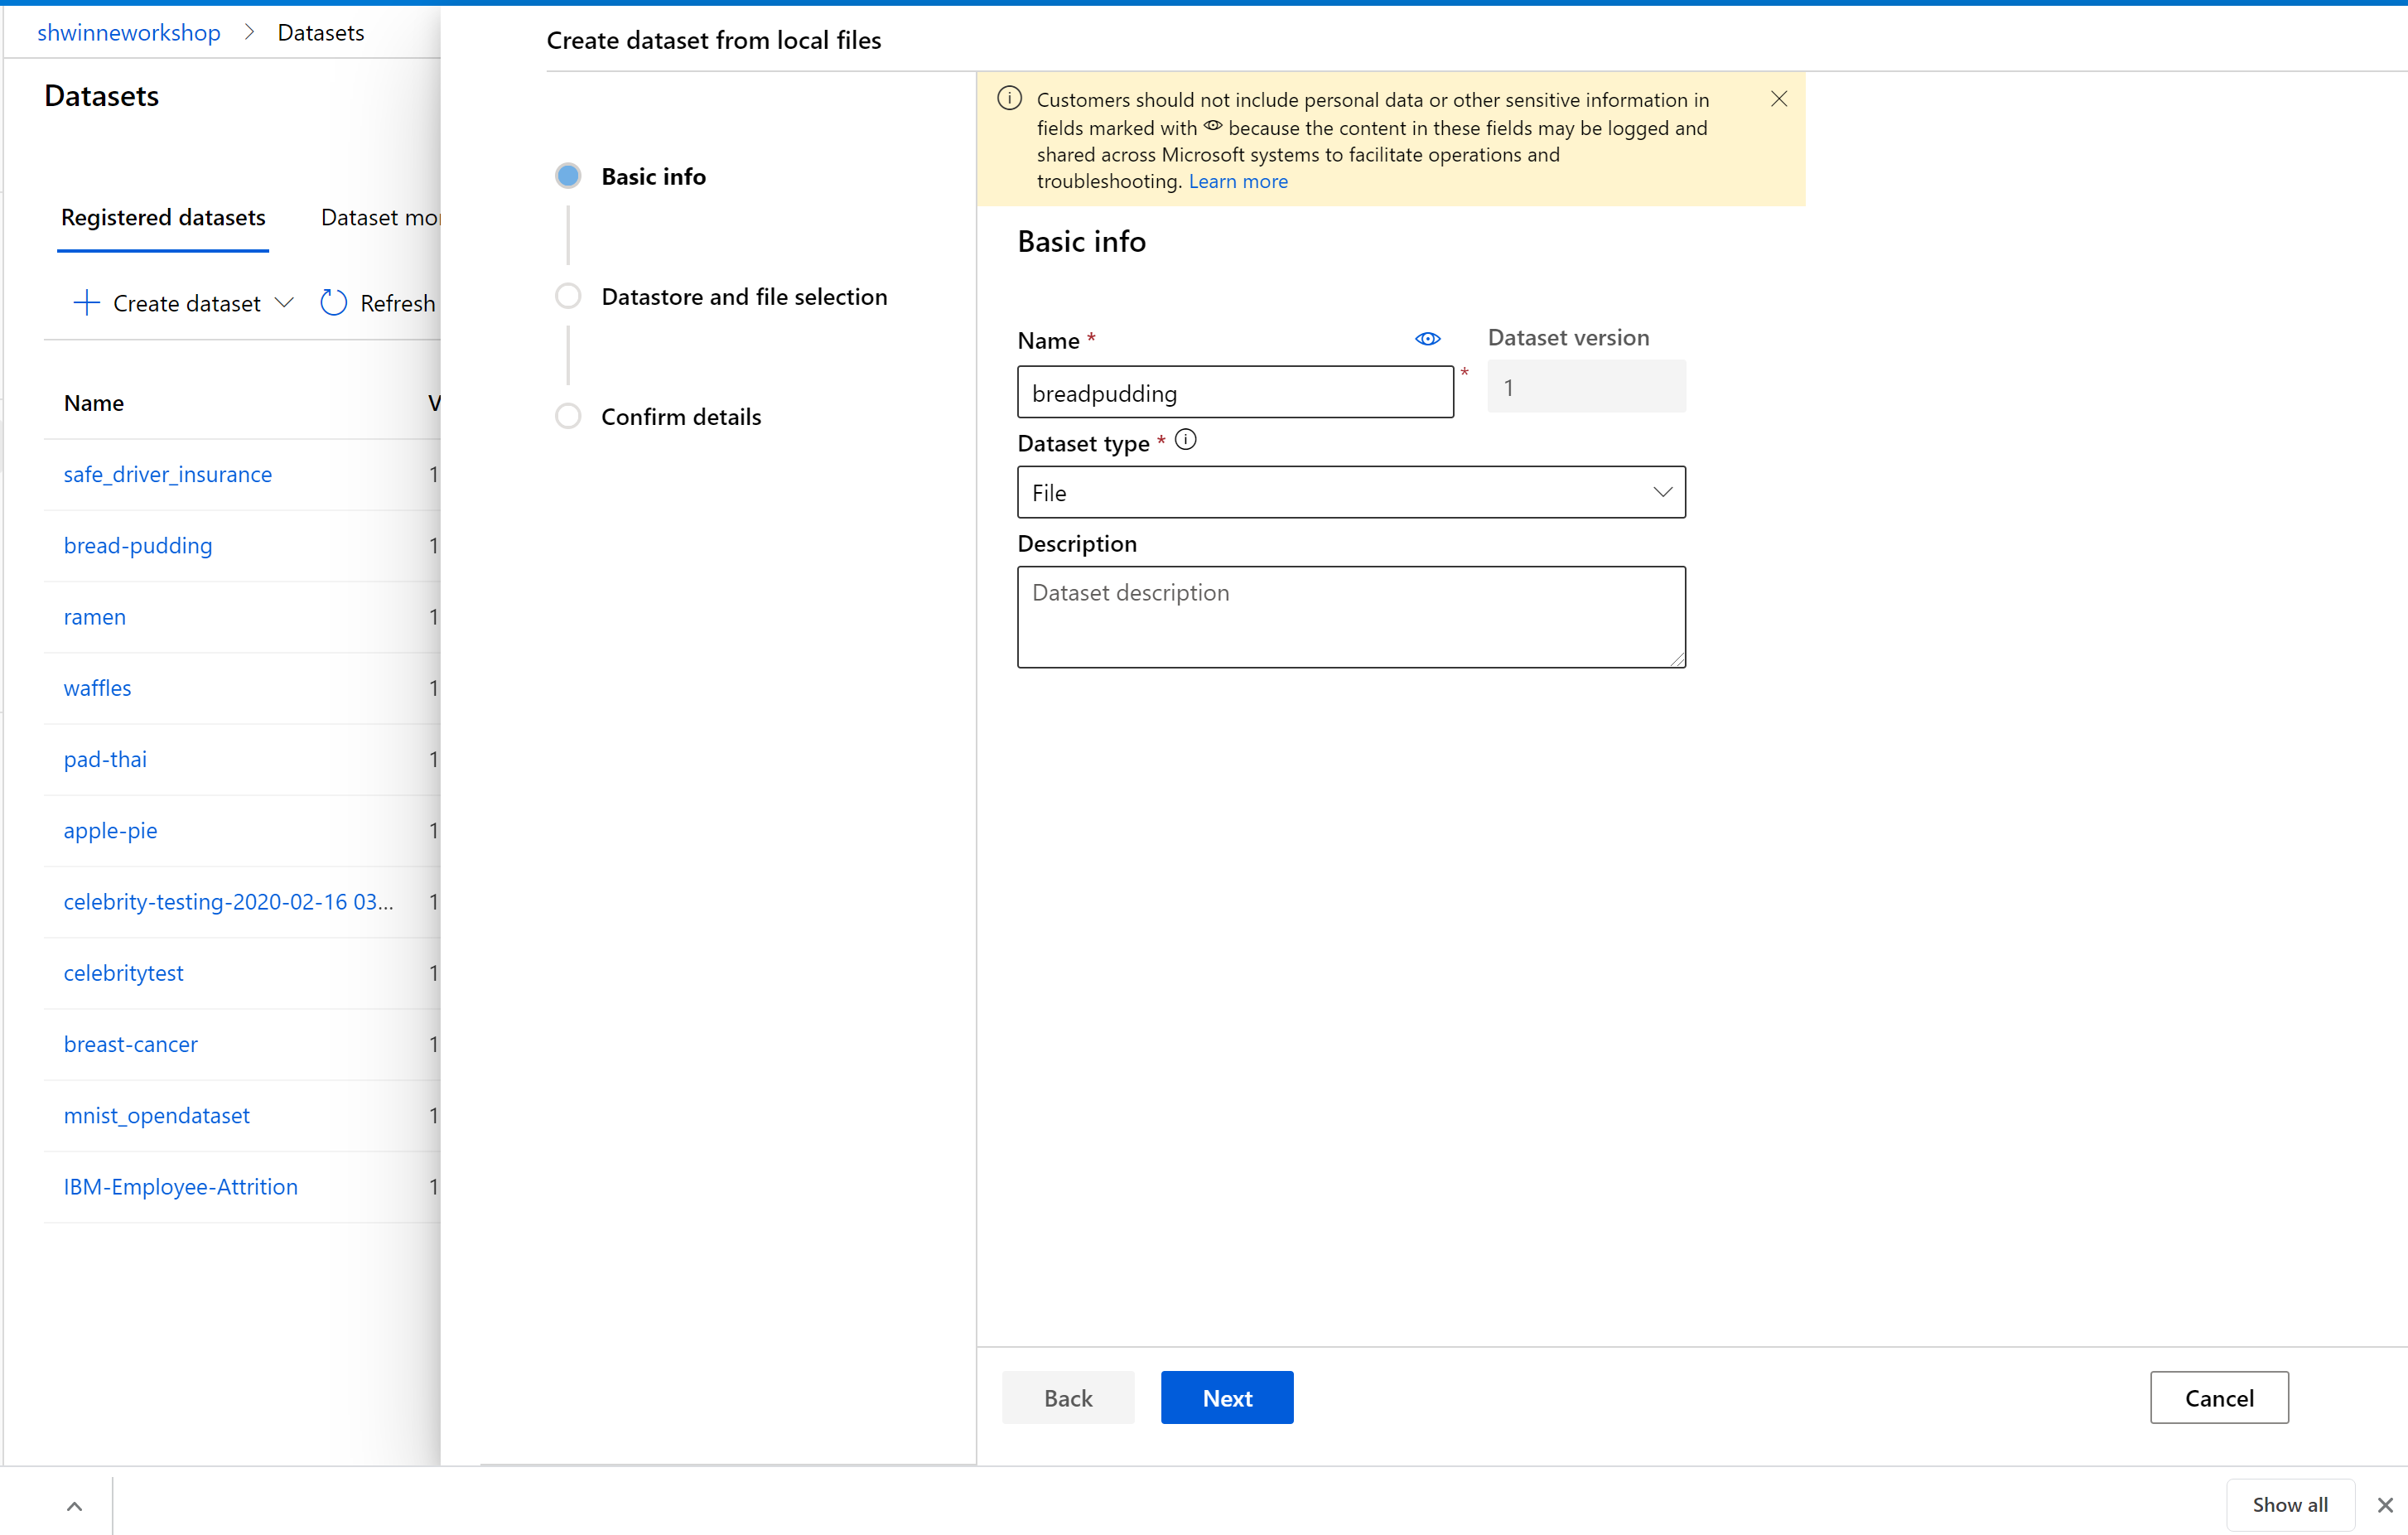 shwinneworkshop > Datasets
Datasets
Registered datasets
Dataset mo
Create dataset
Refresh
Name
V
safe_driver_insurance 1
bread-pudding 1
ramen 1
waffles 1
pad-thai 1
apple-pie 1
celebrity-testing-2020-02-16 03... 1
celebritytest 1
breast-cancer 1
mnist_opendataset 1
IBM-Employee-Attrition 1
Create dataset from local files
Basic info
Datastore and file selection
Confirm details
Customers should not include personal data or other sensitive information in
fields marked with because the content in these fields may be logged and
shared across Microsoft systems to facilitate operations and
troubleshooting. Learn more
Basic info
Name *
Dataset version
breadpudding *
1
Dataset type *
File
Description
Dataset description
Back
Next
Cancel
Show all